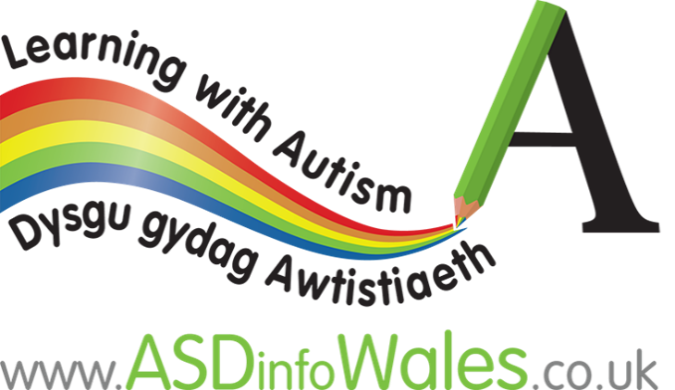 Learning with Autism
A
Dysgu gydag Awtistiaeth
www.ASDinfoWales.co.uk